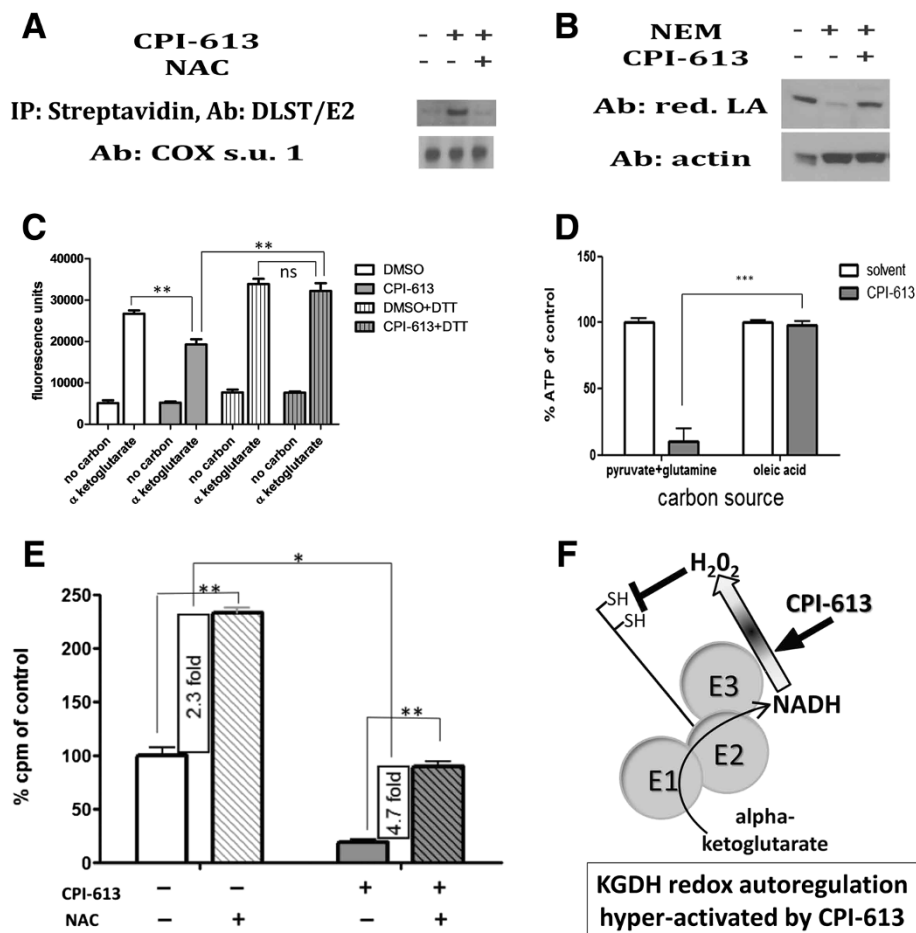 A
CPI-613 - + +
NAC - - +
IP: Streptavidin, Ab: DLST/E2
Ab: COX s.u. 1
B
NEM - + +
CPI-613 - - +
Ab: red. LA
Ab: actin
C
fluorescence units
40000
30000
20000
10000
0
**
**
ns
no carbon
α ketoglutarate
no carbon
α ketoglutarate
no carbon
α ketoglutarate
no carbon
α ketoglutarate
DMSO
CPI-613
DMSO+DTT
CPI-613+DTT
D
% ATP of control
150
100
50
0
***
solvent
CPI-613
pyruvate+glutamine
oleic acid
carbon source
E
% cpm of control
250
200
150
100
50
0
*
**
2.3 fold
**
4.7 fold
CPI-613 – – + +
NAC – + – +
F
H₂0₂
SH
SH
CPI-613
E3
NADH
E2
E1
alpha-
ketoglutarate
KGDH redox autoregulation
hyper-activated by CPI-613